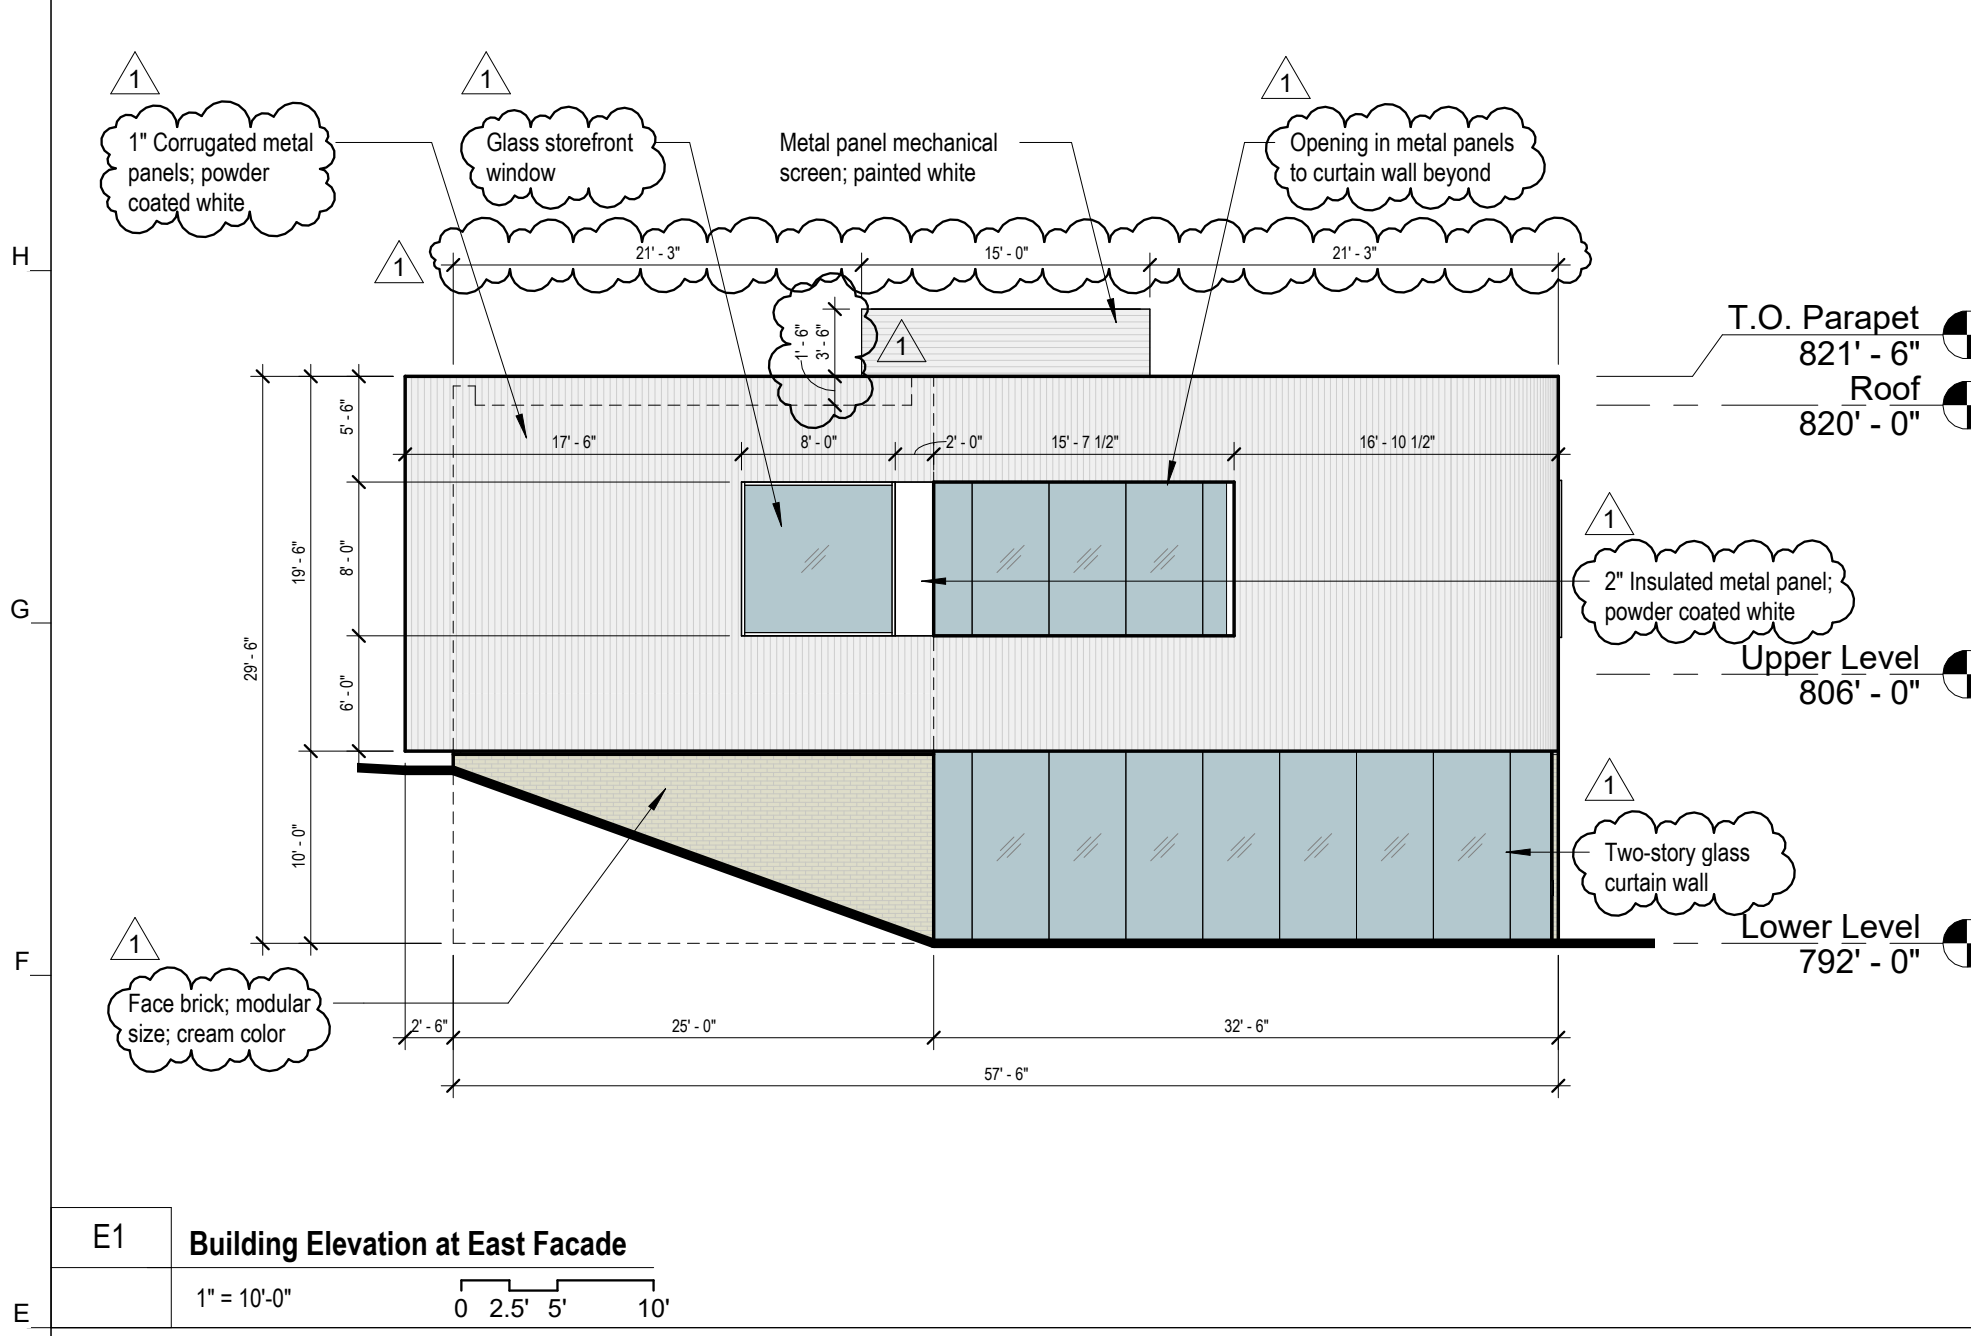 1
1
1
1" Corrugated metal
panels; powder
coated white
Glass storefront
window
Metal panel mechanical
screen; painted white
Opening in metal panels
to curtain wall beyond
H
1
21' - 3"
15' - 0"
21' - 3"
1' - 6"
3' - 6"
1
T.O. Parapet
821' - 6"
Roof
820' - 0"
5' - 6"
17' - 6"
8' - 0"
2' - 0"
15' - 7 1/2"
16' - 10 1/2"
1
2" Insulated metal panel;
powder coated white
G
29' - 6"
19' - 6"
8' - 0"
6' - 0"
Upper Level
806' - 0"
1
Two-story glass
curtain wall
10' - 0"
Lower Level
792' - 0"
F
1
Face brick; modular
size; cream color
2' - 6"
25' - 0"
32' - 6"
57' - 6"
E1
Building Elevation at East Facade
1" = 10'-0"
0 2.5' 5' 10'
E